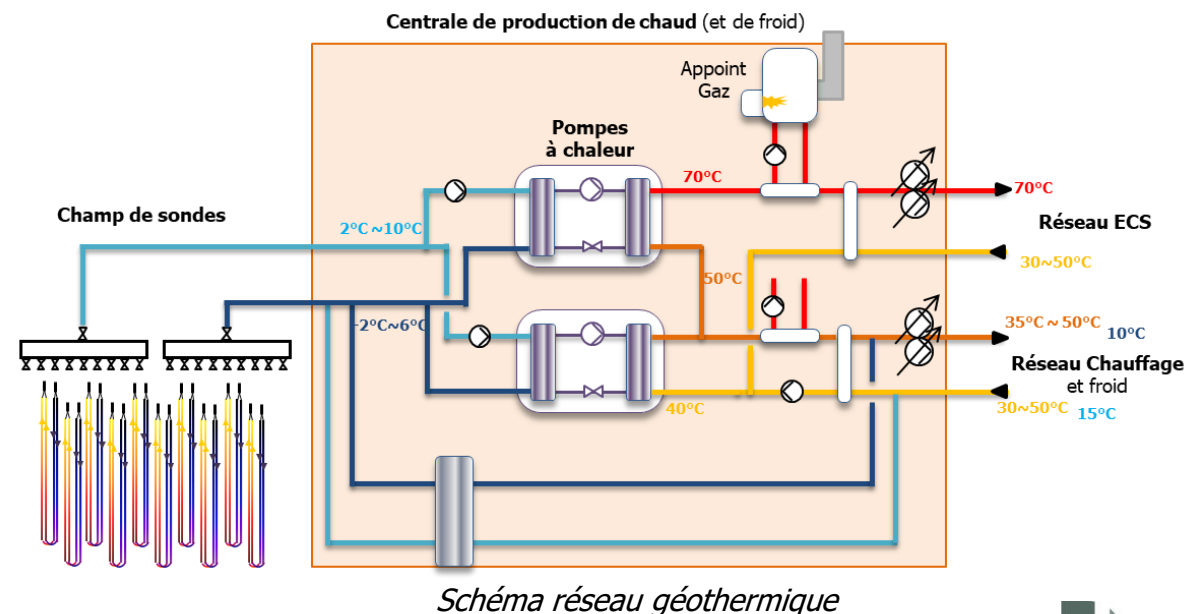 Centrale de production de chaud (et de froid)
Appoint
Gaz
Pompes
à chaleur
70°C
70°C
Champ de sondes
2°C ~10°C
Réseau ECS
30~50°C
50°C
-2°C~6°C
35°C ~ 50°C
10°C
Réseau Chauffage
et froid
40°C
30~50°C
15°C
Schéma réseau géothermique